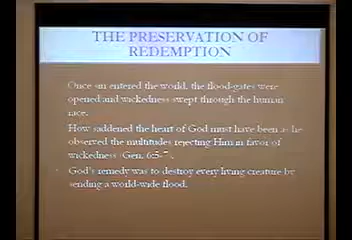 THE PRESERVATION OF
REDEMPTION
Once sin entered the world, the flood-gates were
opened and wickedness swept through the human
race.
How saddened the heart of God must have been as he
observed the multitudes rejecting Him in favor of
wickedness (Gen. 6:5-7).
God's remedy was to destroy every living creature by
sending a world-wide flood.